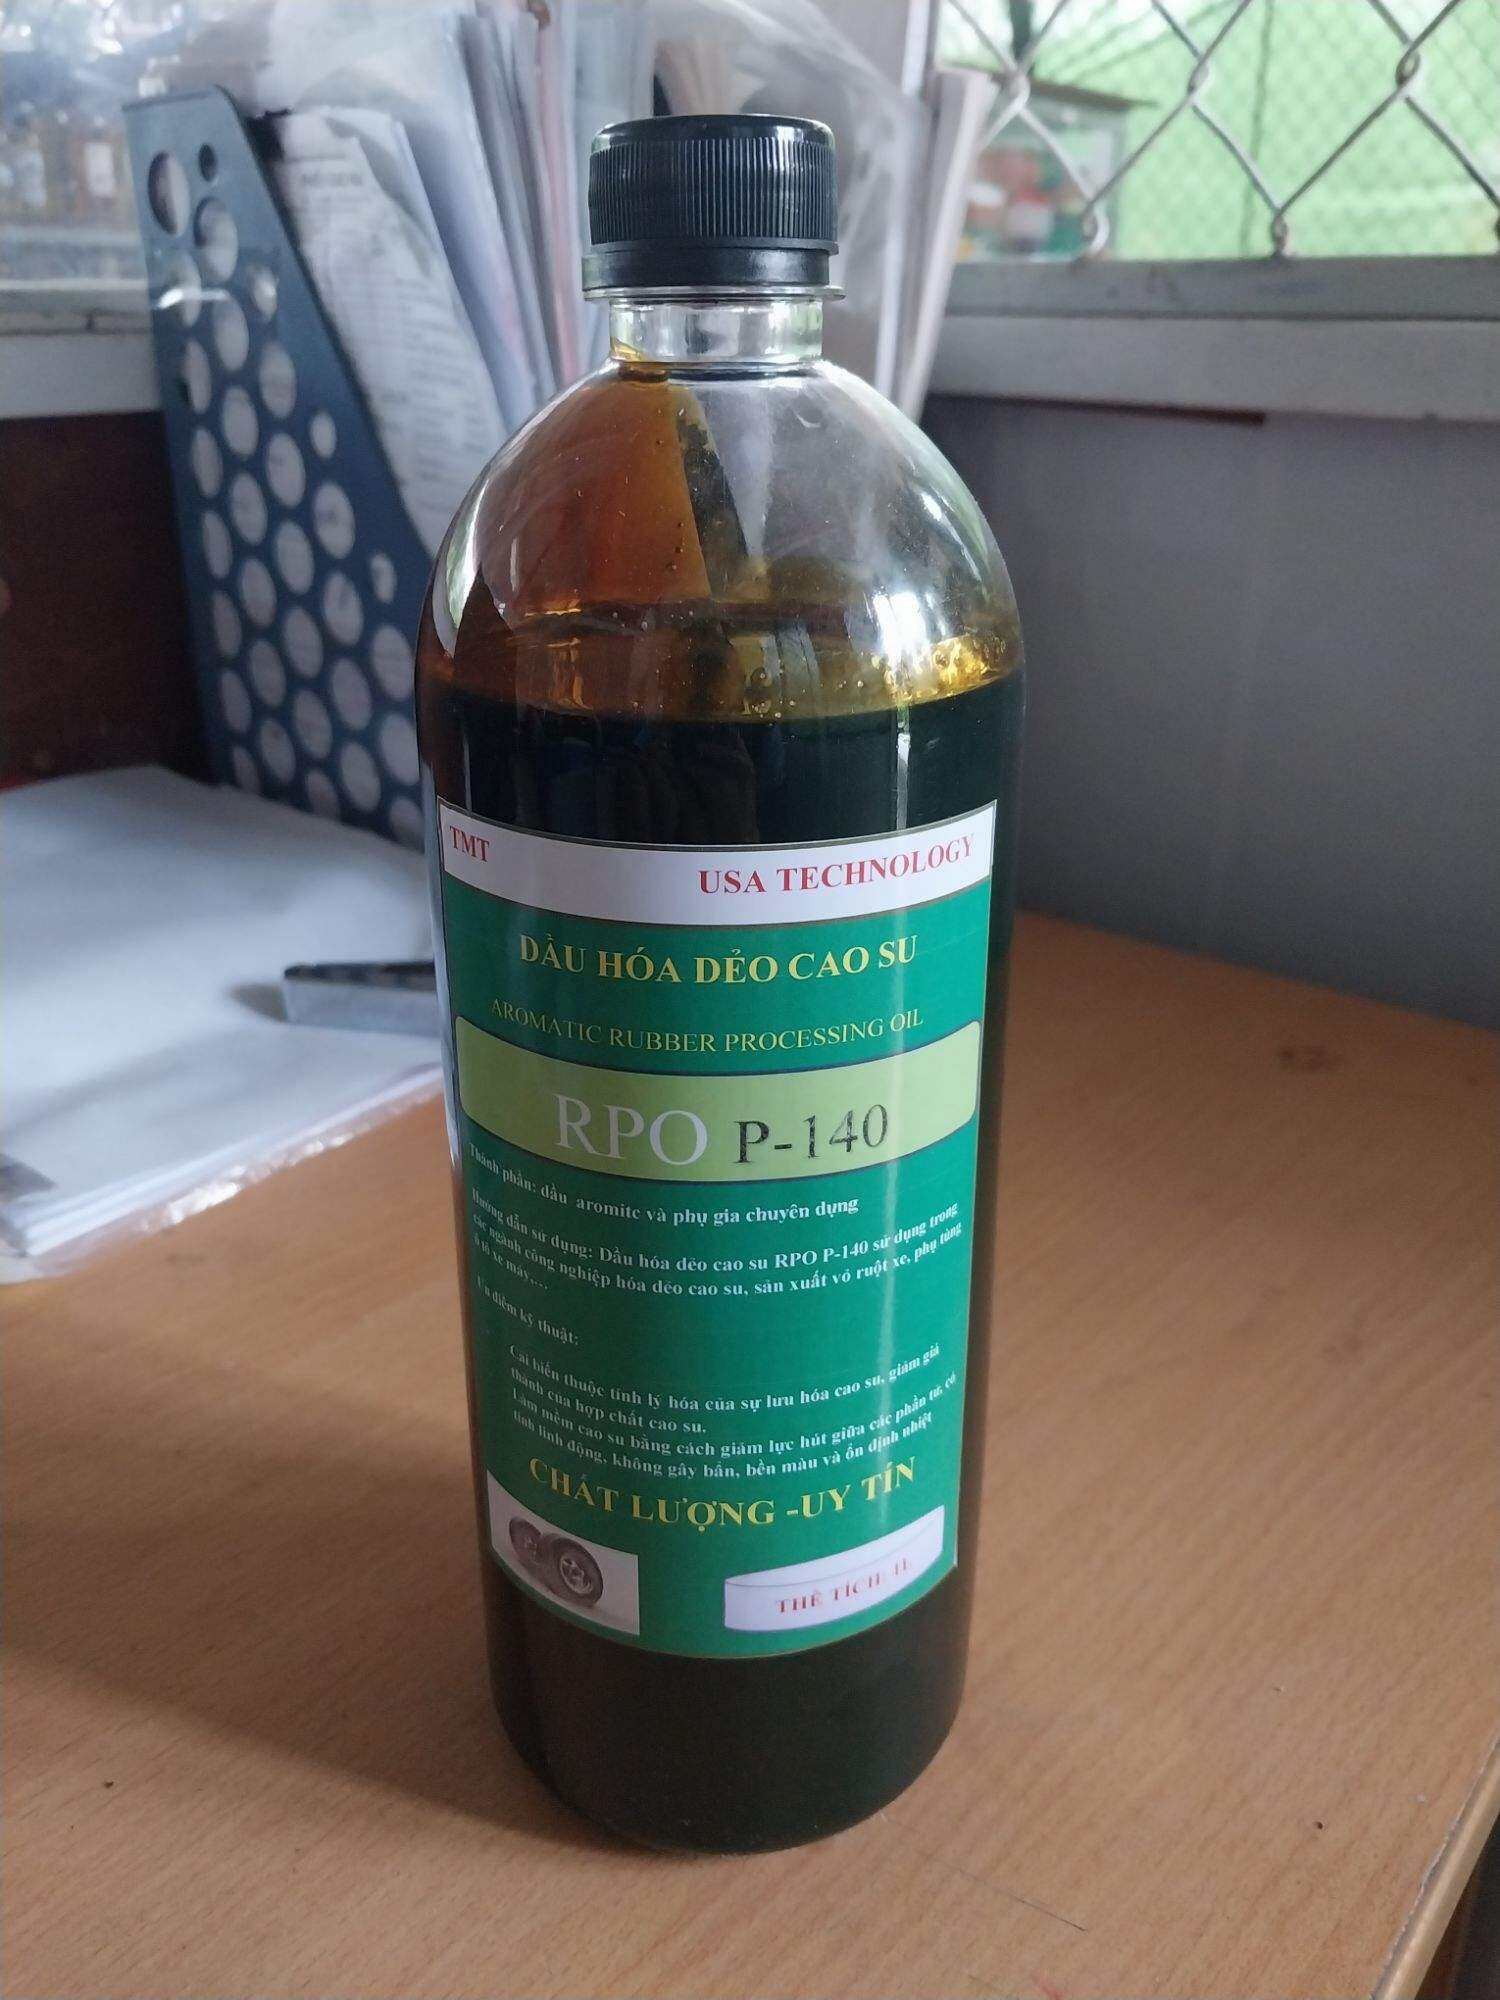 TMT
USA TECHNOLOGY
DẦU HÓA DẺO CAO SU
AROMATIC RUBBER PROCESSING OIL
RPO P-140
Thành phần: dầu aromite và phụ gia chuyên dụng
Hướng dẫn sử dụng: Dầu hóa dẻo cao su RPO P-140 sử dụng trong
các ngành công nghiệp hóa dẻo cao su, sản xuất vỏ ruột xe, phụ tùng
ô tô xe máy....
Ưu điểm kỹ thuật:
Cải biến thuộc tính lý hóa của sự lưu hóa cao su, giảm giá
thành của hợp chất cao su.
Làm mềm cao su bằng cách giảm lực hút giữa các phần tử, có
tính linh động, không gây bẩn, bền màu và ổn định nhiệt
CHẤT LƯỢNG -UY TÍN
THỂ TÍCH: 1L